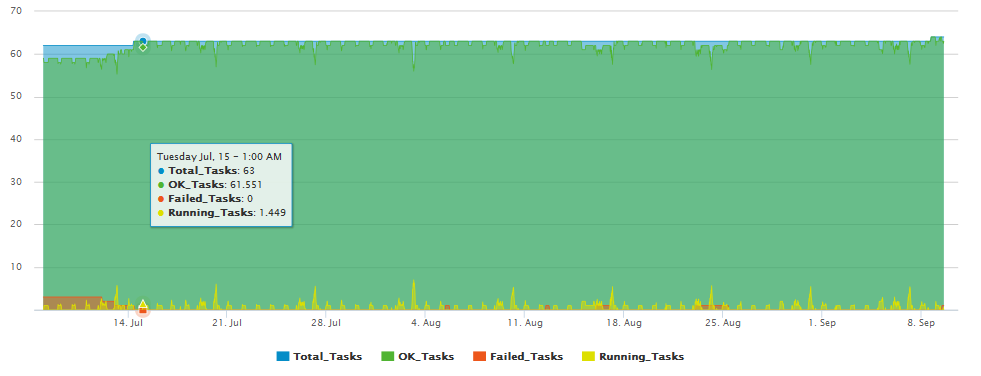 70
60
50
40
30
20
10
Tuesday Jul, 15 - 1:00 AM
Total_Tasks: 63
OK_Tasks: 61.551
Failed_Tasks: 0
Running_Tasks: 1.449
14. Jul 21. Jul 28. Jul 4. Aug 11. Aug 18. Aug 25. Aug 1. Sep 8. Sep
Total_Tasks OK_Tasks Failed_Tasks Running_Tasks